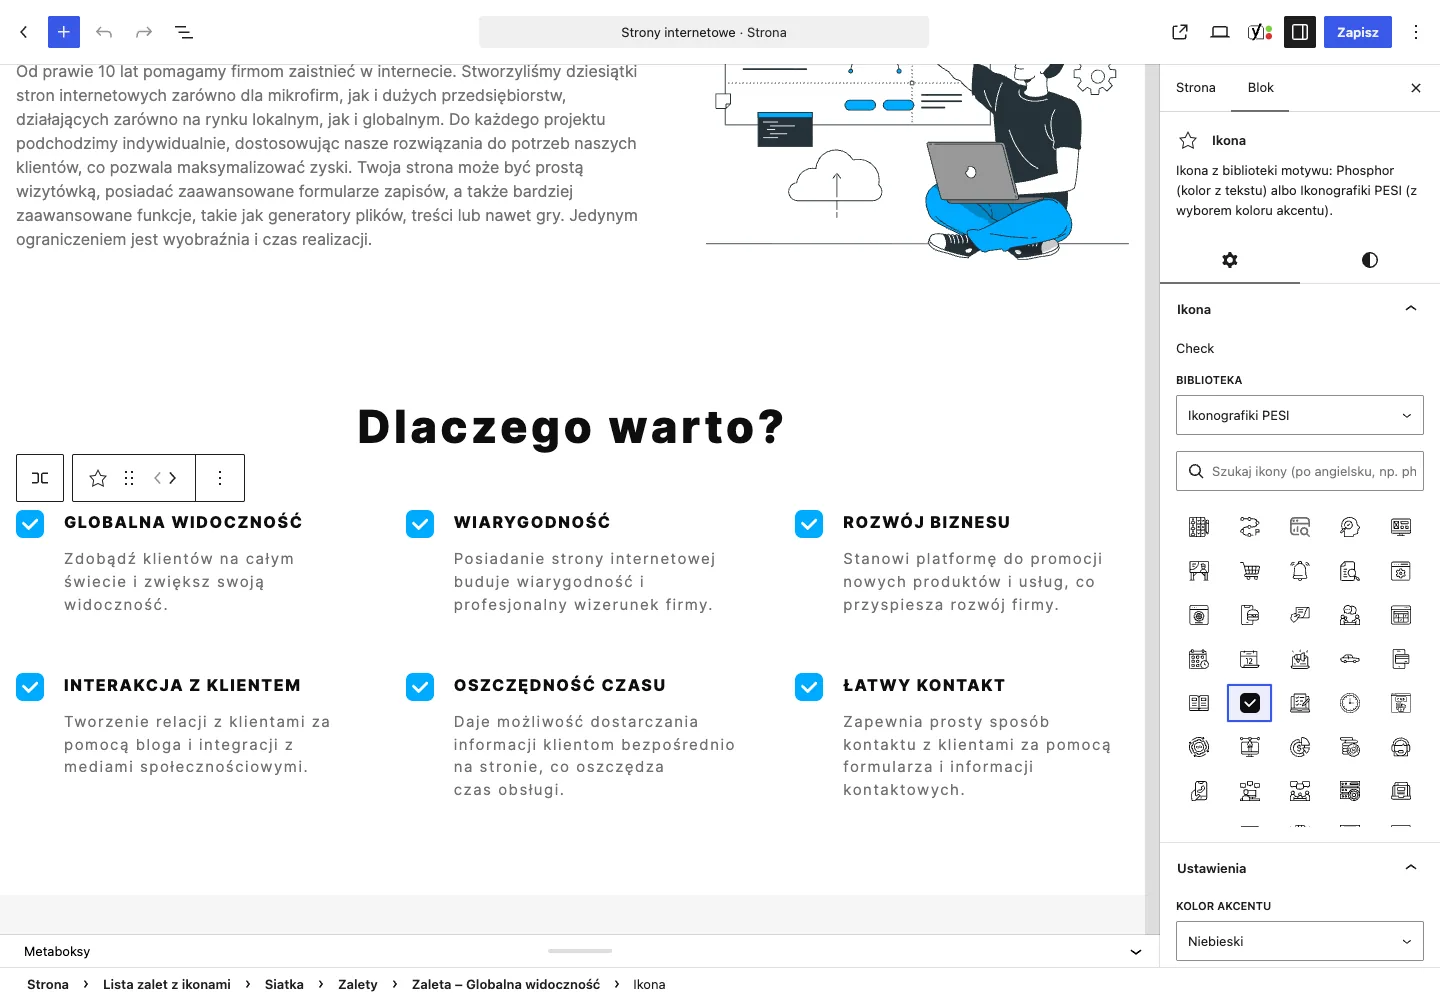 Strony internetowe · Strona
Zapisz
Od prawie 10 lat pomagamy firmom zaistnieć w internecie. Stworzyliśmy dziesiątki
stron internetowych zarówno dla mikrofirm, jak i dużych przedsiębiorstw,
działających zarówno na rynku lokalnym, jak i globalnym. Do każdego projektu
podchodzimy indywidualnie, dostosowując nasze rozwiązania do potrzeb naszych
klientów, co pozwala maksymalizować zyski. Twoja strona może być prostą
wizytówką, posiadać zaawansowane formularze zapisów, a także bardziej
zaawansowane funkcje, takie jak generatory plików, treści lub nawet gry. Jedynym
ograniczeniem jest wyobraźnia i czas realizacji.
Dlaczego warto?
GLOBALNA WIDOCZNOŚĆ
Zdobądź klientów na całym
świecie i zwiększ swoją
widoczność.
WIARYGODNOŚĆ
Posiadanie strony internetowej
buduje wiarygodność i
profesjonalny wizerunek firmy.
ROZWÓJ BIZNESU
Stanowi platformę do promocji
nowych produktów i usług, co
przyspiesza rozwój firmy.
INTERAKCJA Z KLIENTEM
Tworzenie relacji z klientami za
pomocą bloga i integracji z
mediami społecznościowymi.
OSZCZĘDNOŚĆ CZASU
Daje możliwość dostarczania
informacji klientom bezpośrednio
na stronie, co oszczędza
czas obsługi.
ŁATWY KONTAKT
Zapewnia prosty sposób
kontaktu z klientami za pomocą
formularza i informacji
kontaktowych.
Strona Blok
Ikona
Ikona z biblioteki motywu: Phosphor
(kolor z tekstu) albo Ikonografiki PESI (z
wyborem koloru akcentu).
Ikona
Check
BIBLIOTEKA
Ikonografiki PESI
Szukaj ikony (po angielsku, np. ph
Ustawienia
KOLOR AKCENTU
Niebieski
Metaboksy
Strona › Lista zalet z ikonami › Siatka › Zalety › Zaleta – Globalna widoczność › Ikona